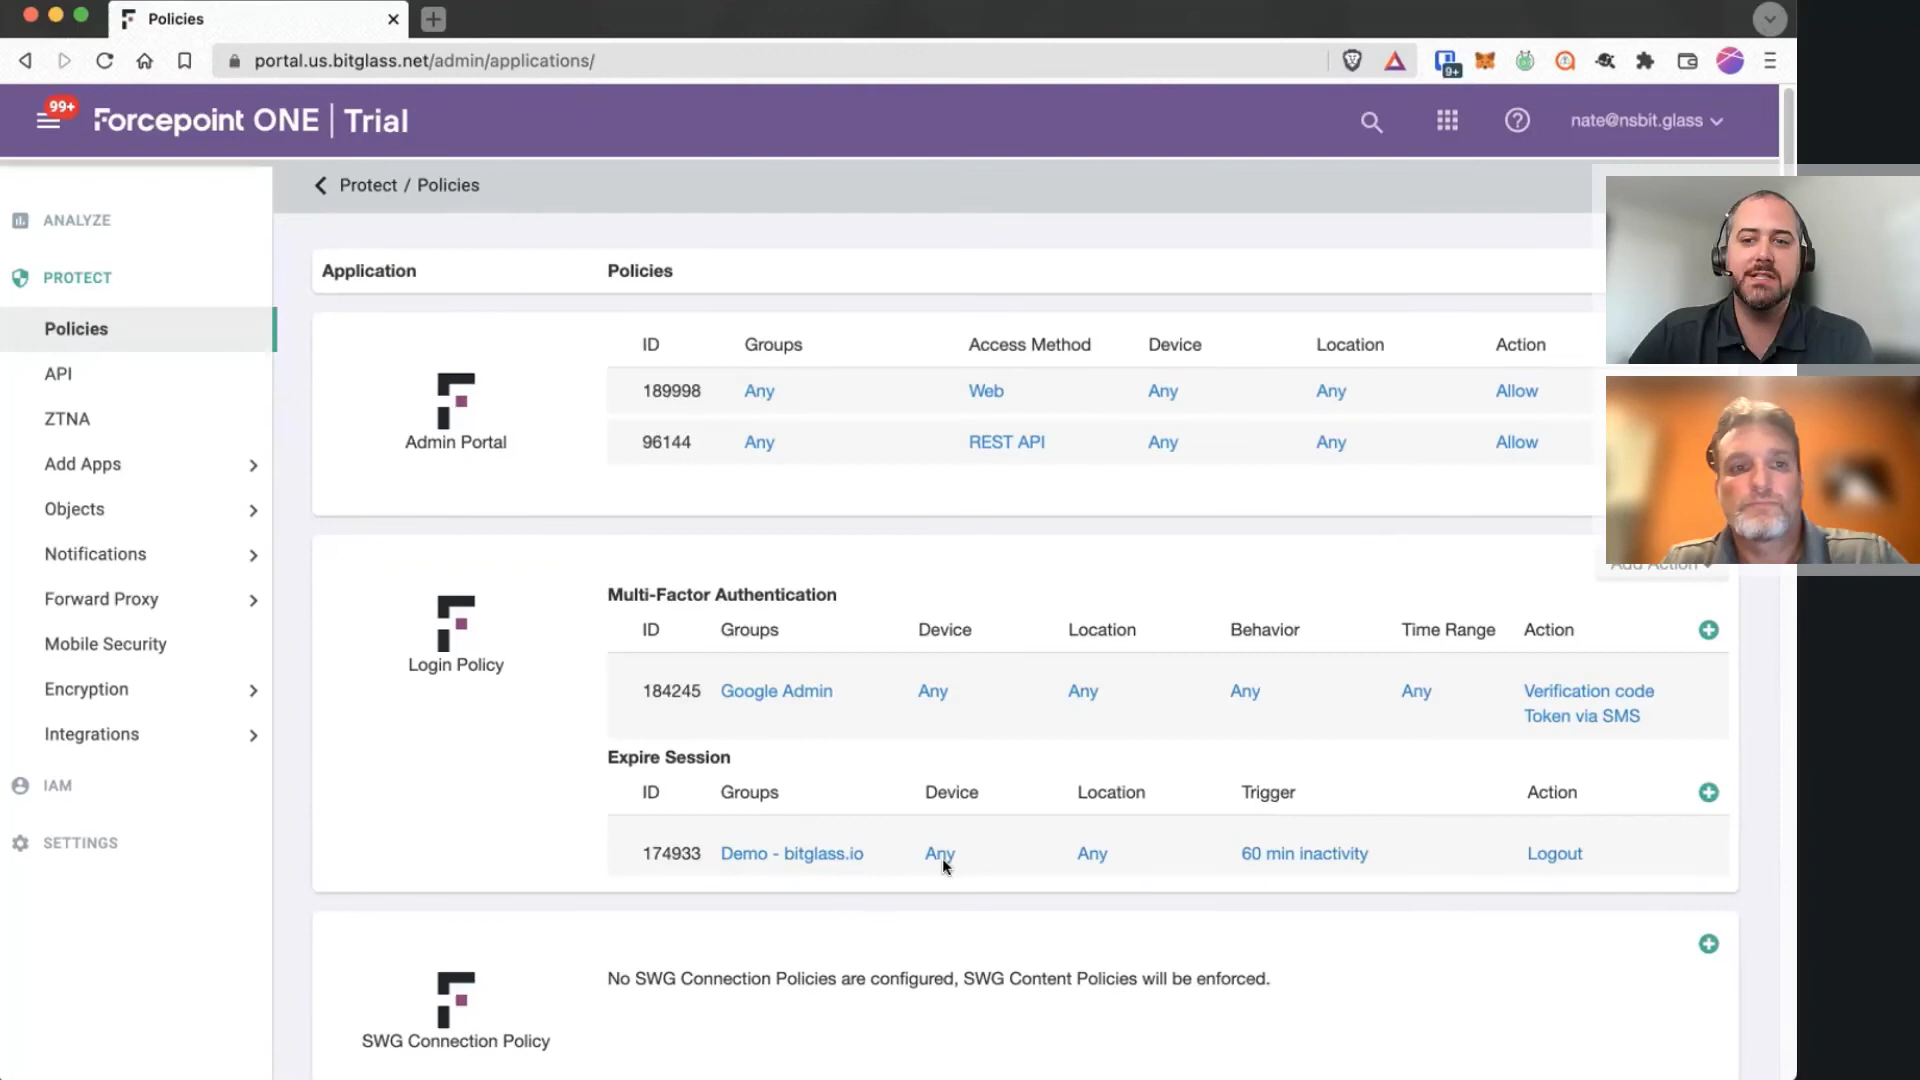 Policies
portal.us.bitglass.net/admin/applications/
9+
99+
Forcepoint ONE | Trial
nate@nsbit.glass
Protect / Policies
ANALYZE
PROTECT
Policies
API
ZTNA
Add Apps
Objects
Notifications
Forward Proxy
Mobile Security
Encryption
Integrations
IAM
SETTINGS
Application Policies
ID Groups Access Method Device Location Action
189998 Any Web Any Any Allow
96144 Any REST API Any Any Allow
Admin Portal
Add Action
Multi-Factor Authentication
ID Groups Device Location Behavior Time Range Action
184245 Google Admin Any Any Any Any Verification code
Token via SMS
Login Policy
Expire Session
ID Groups Device Location Trigger Action
174933 Demo - bitglass.io Any Any 60 min inactivity Logout
No SWG Connection Policies are configured, SWG Content Policies will be enforced.
SWG Connection Policy